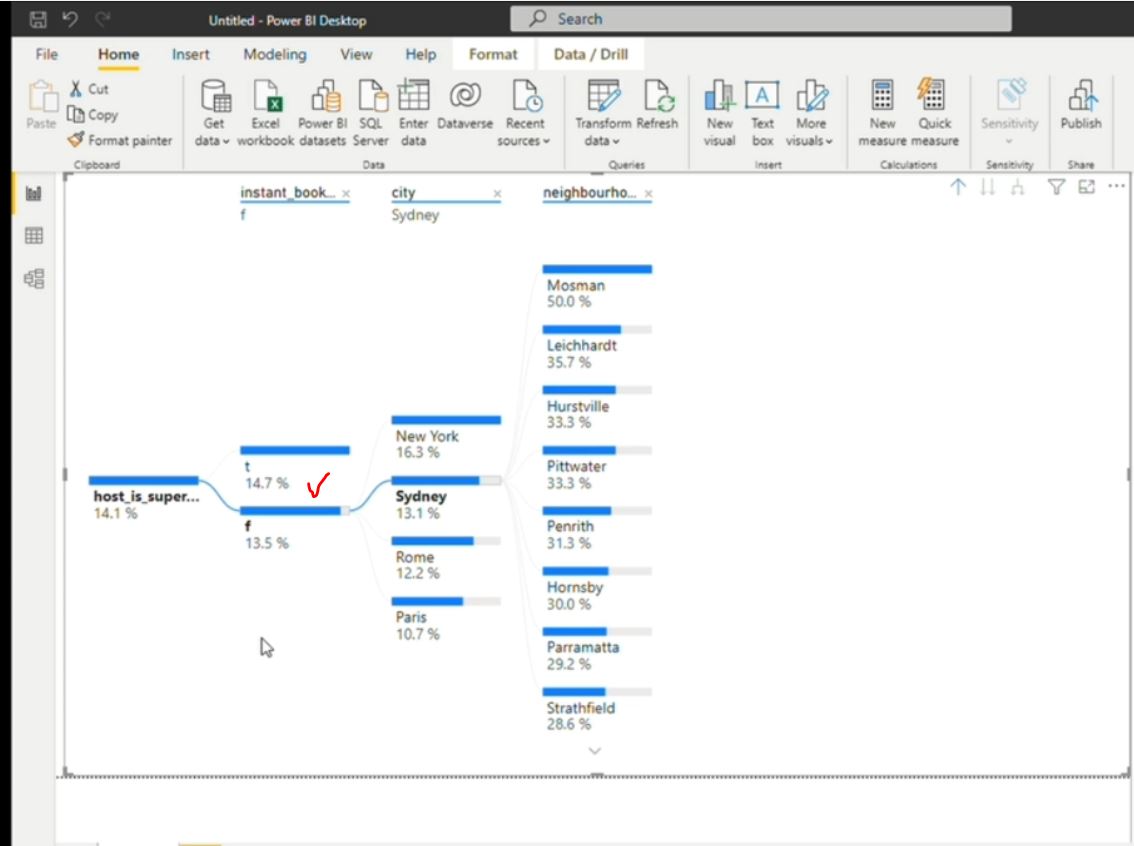 Untitled - Power BI Desktop
Search
File Home Insert Modeling View Help Format Data / Drill
Paste
Cut
Copy
Format painter
Clipboard
Get data
Excel workbook
Power BI datasets
SQL Server
Enter data
Dataverse
Recent sources
Data
Transform data
Refresh
Queries
New visual
Text box
More visuals
Insert
New measure
Quick measure
Calculations
Sensitivity
Sensitivity
Publish
Share
instant_book... ×
f
city ×
Sydney
neighbourho... ×
host_is_super...
14.1 %
t
14.7 %
f
13.5 %
New York
16.3 %
Sydney
13.1 %
Rome
12.2 %
Paris
10.7 %
Mosman
50.0 %
Leichhardt
35.7 %
Hurstville
33.3 %
Pittwater
33.3 %
Penrith
31.3 %
Hornsby
30.0 %
Parramatta
29.2 %
Strathfield
28.6 %